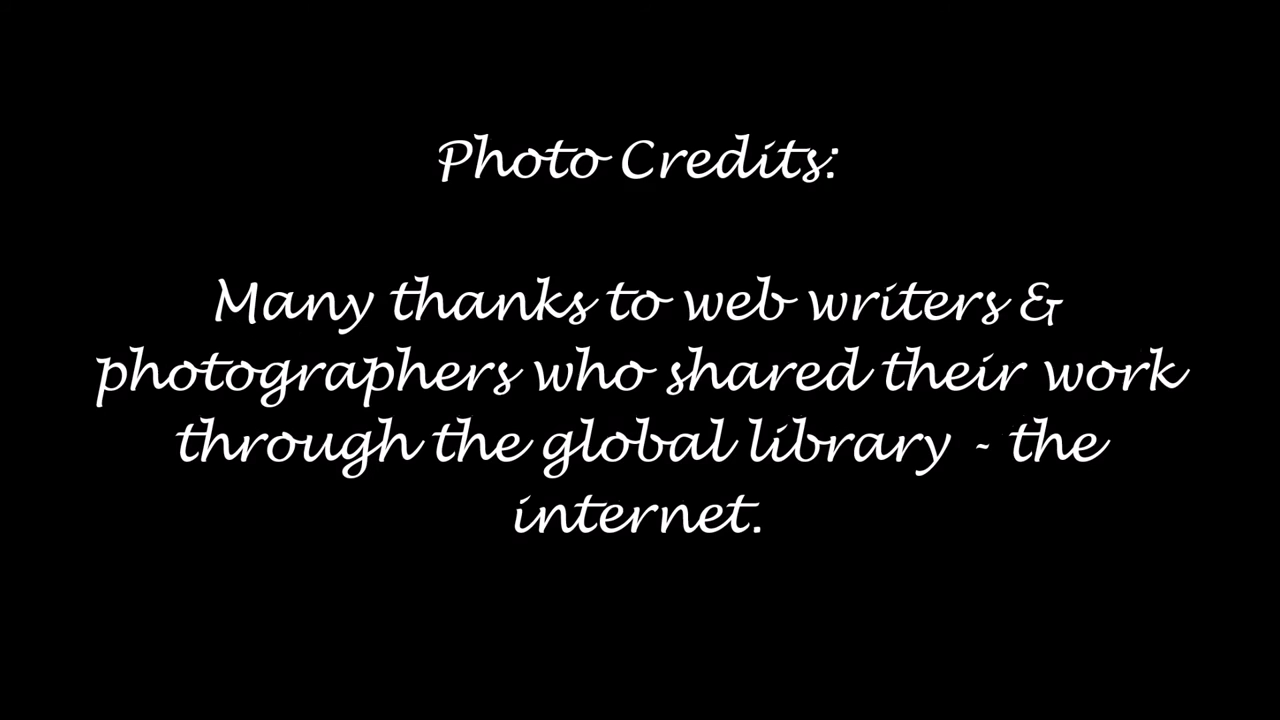 Photo Credits:
Many thanks to web writers &
photographers who shared their work
through the global library - the
internet.